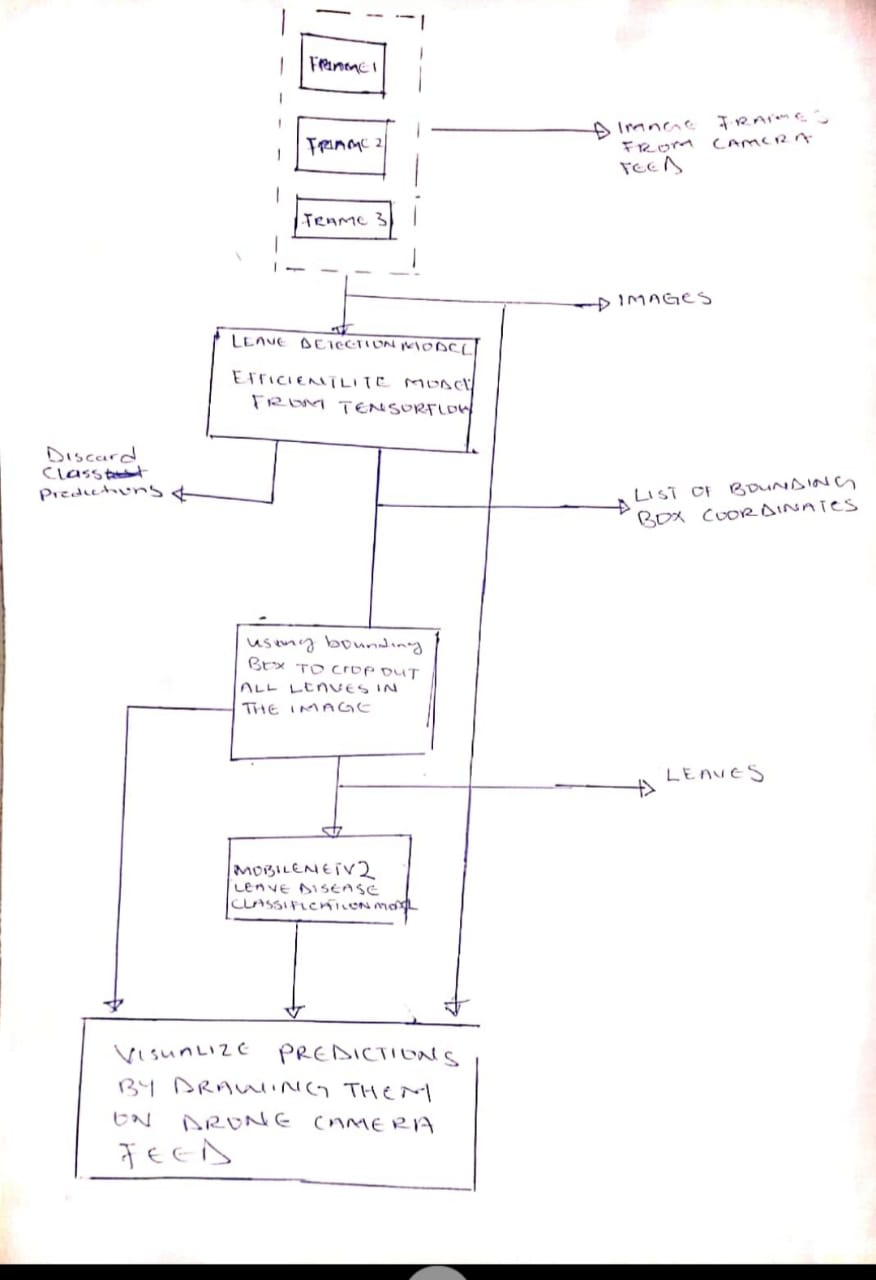 FRAME 1
FRAME 2
FRAME 3
IMAGE FRAMES
FROM CAMERA
FEED
IMAGES
LEAVE DETECTION MODEL
EFFICIENTLITE MODEL
FROM TENSORFLOW
Discard
Class
Predictions
LIST OF BOUNDING
BOX COORDINATES
using bounding
BOX TO CROP OUT
ALL LEAVES IN
THE IMAGE
LEAVES
MOBILENETV2
LEAVE DISEASE
CLASSIFICATION MODEL
VISUALIZE PREDICTIONS
BY DRAWING THEM
ON DRONE CAMERA
FEED